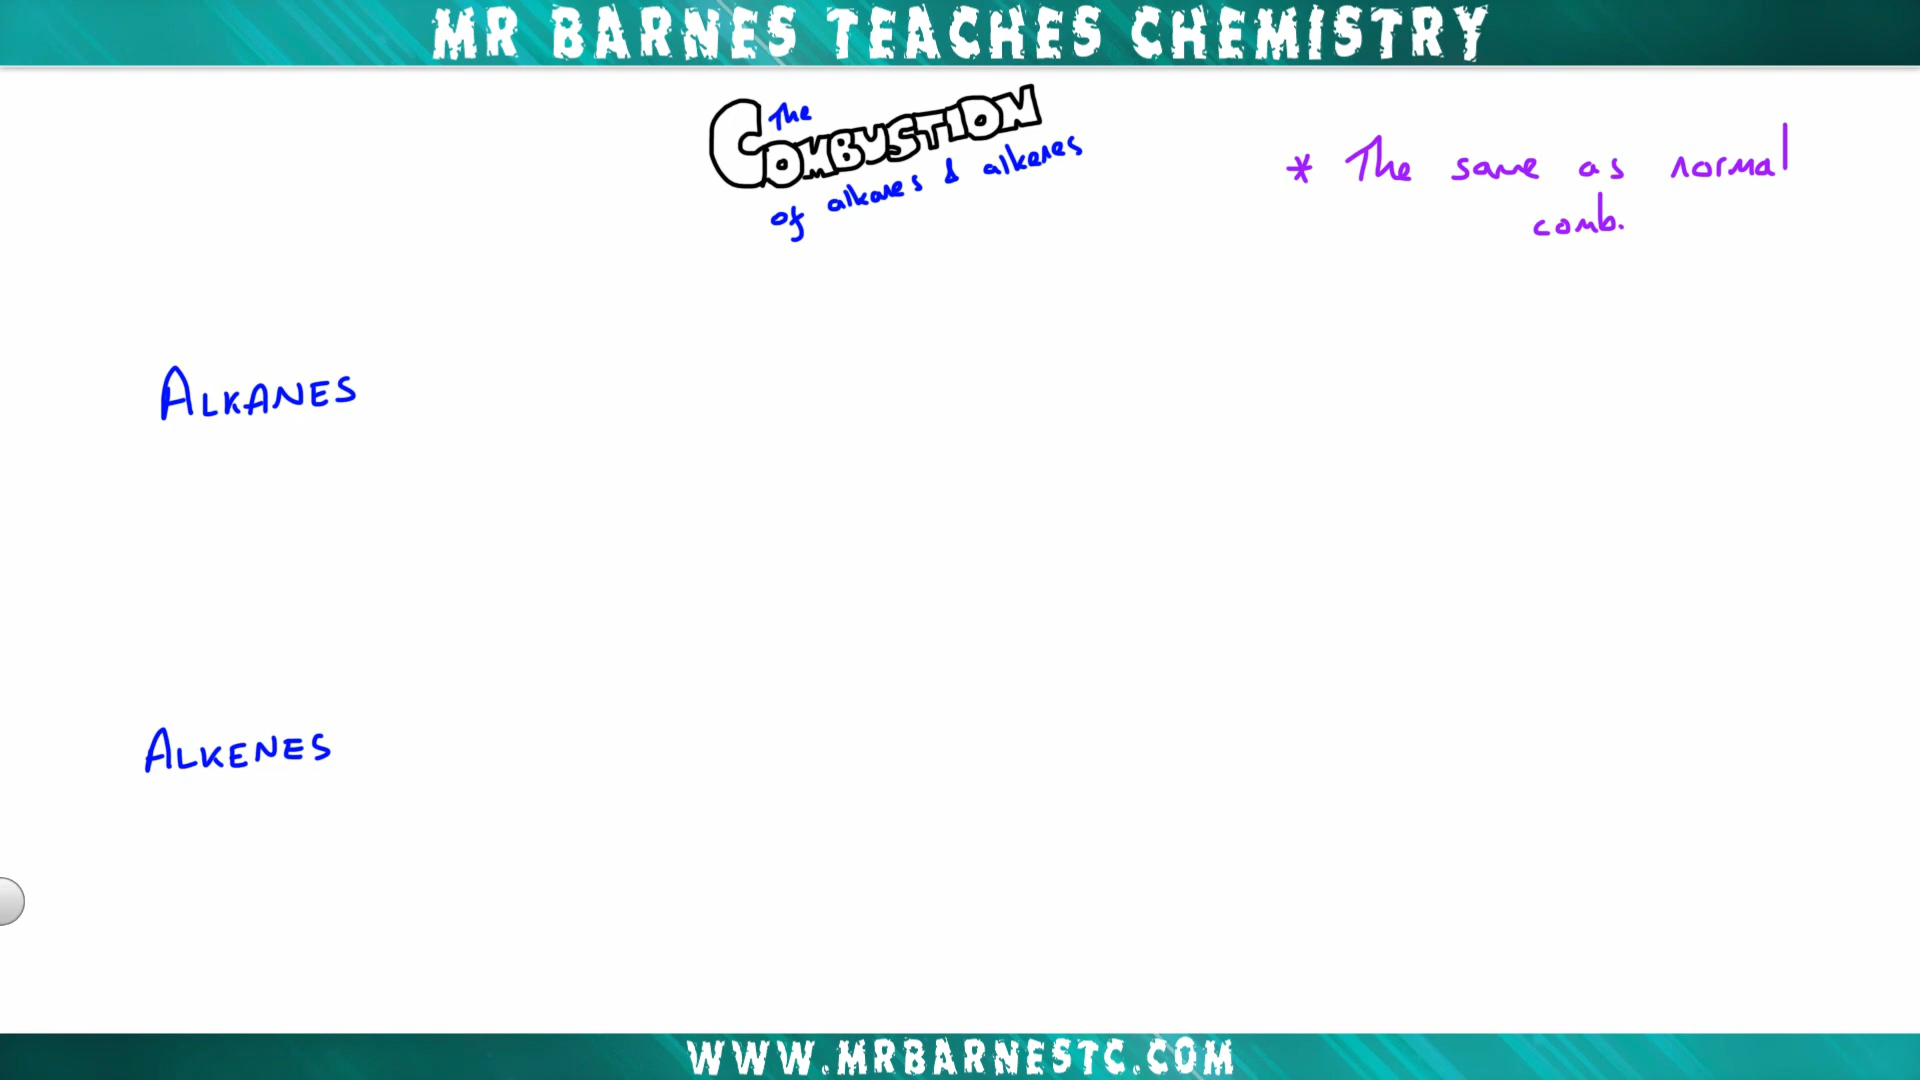 MR BARNES TEACHES CHEMISTRY
The
COMBUSTION
of alkanes & alkenes
* The same as normal
comb.
ALKANES
ALKENES
WWW.MRBARNESTC.COM